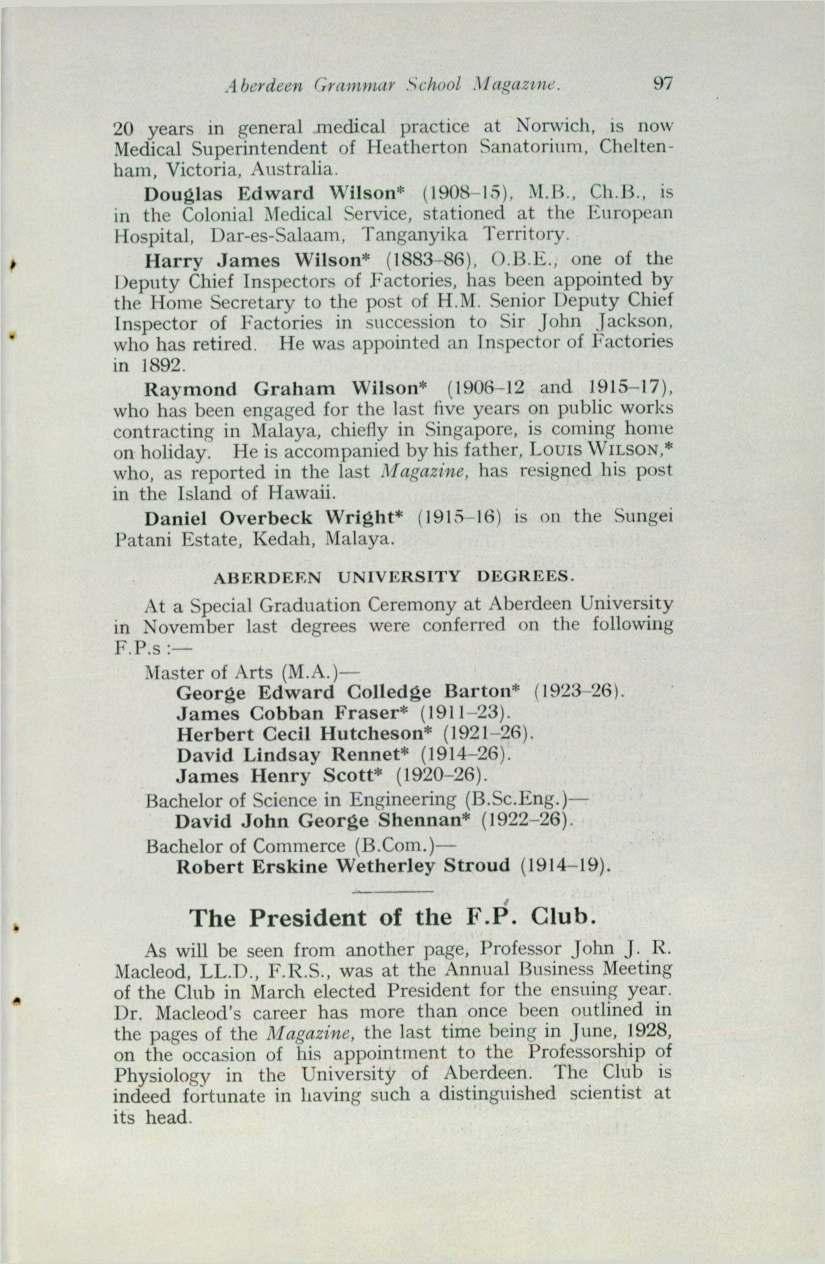 Aberdeen Grammar School Magazine. 97
20 years in general medical practice at Norwich, is now
Medical Superintendent of Heatherton Sanatorium, Chelten-
ham, Victoria, Australia.
Douglas Edward Wilson* (1908–15), M.B., Ch.B., is
in the Colonial Medical Service, stationed at the European
Hospital, Dar-es-Salaam, Tanganyika Territory.
Harry James Wilson* (1883–86), O.B.E., one of the
Deputy Chief Inspectors of Factories, has been appointed by
the Home Secretary to the post of H.M. Senior Deputy Chief
Inspector of Factories in succession to Sir John Jackson,
who has retired. He was appointed an Inspector of Factories
in 1892.
Raymond Graham Wilson* (1906–12 and 1915–17),
who has been engaged for the last five years on public works
contracting in Malaya, chiefly in Singapore, is coming home
on holiday. He is accompanied by his father, Louis Wilson,*
who, as reported in the last Magazine, has resigned his post
in the Island of Hawaii.
Daniel Overbeck Wright* (1915–16) is on the Sungei
Patani Estate, Kedah, Malaya.
ABERDEEN UNIVERSITY DEGREES.
At a Special Graduation Ceremony at Aberdeen University
in November last degrees were conferred on the following
F.P.s :—
Master of Arts (M.A.)—
George Edward Colledge Barton* (1923–26).
James Cobban Fraser* (1911–23).
Herbert Cecil Hutcheson* (1921–26).
David Lindsay Rennet* (1914–26).
James Henry Scott* (1920–26).
Bachelor of Science in Engineering (B.Sc.Eng.)—
David John George Shennan* (1922–26).
Bachelor of Commerce (B.Com.)—
Robert Erskine Wetherley Stroud (1914–19).
The President of the F.P. Club.
As will be seen from another page, Professor John J. R.
Macleod, LL.D., F.R.S., was at the Annual Business Meeting
of the Club in March elected President for the ensuing year.
Dr. Macleod's career has more than once been outlined in
the pages of the Magazine, the last time being in June, 1928,
on the occasion of his appointment to the Professorship of
Physiology in the University of Aberdeen. The Club is
indeed fortunate in having such a distinguished scientist at
its head.